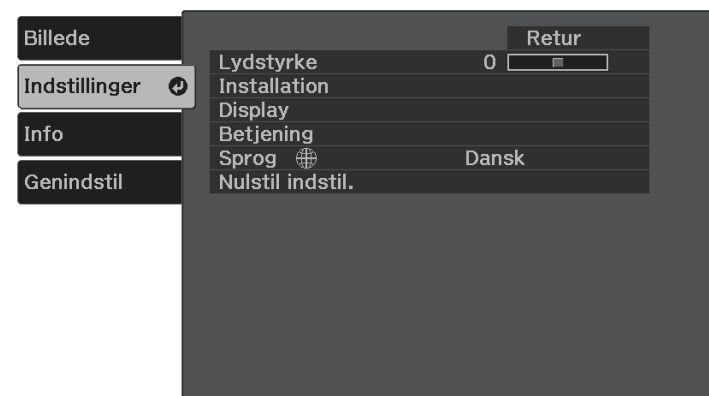 Billede
Indstillinger
Info
Genindstil
Retur
Lydstyrke 0
Installation
Display
Betjening
Sprog Dansk
Nulstil indstil.